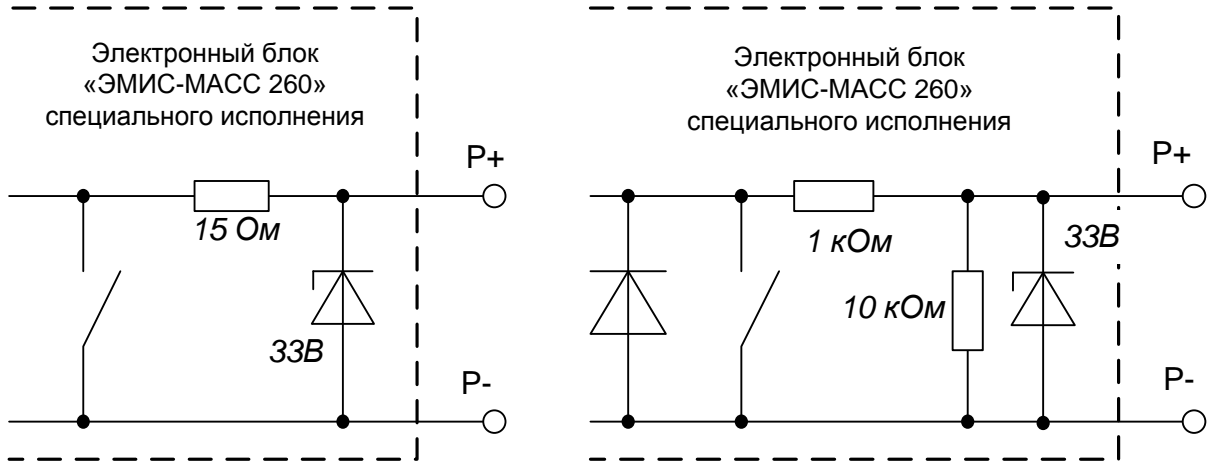 Электронный блок
«ЭМИС-МАСС 260»
специального исполнения
P+
15 Ом
33В
P-
Электронный блок
«ЭМИС-МАСС 260»
специального исполнения
P+
1 кОм
33В
10 кОм
P-